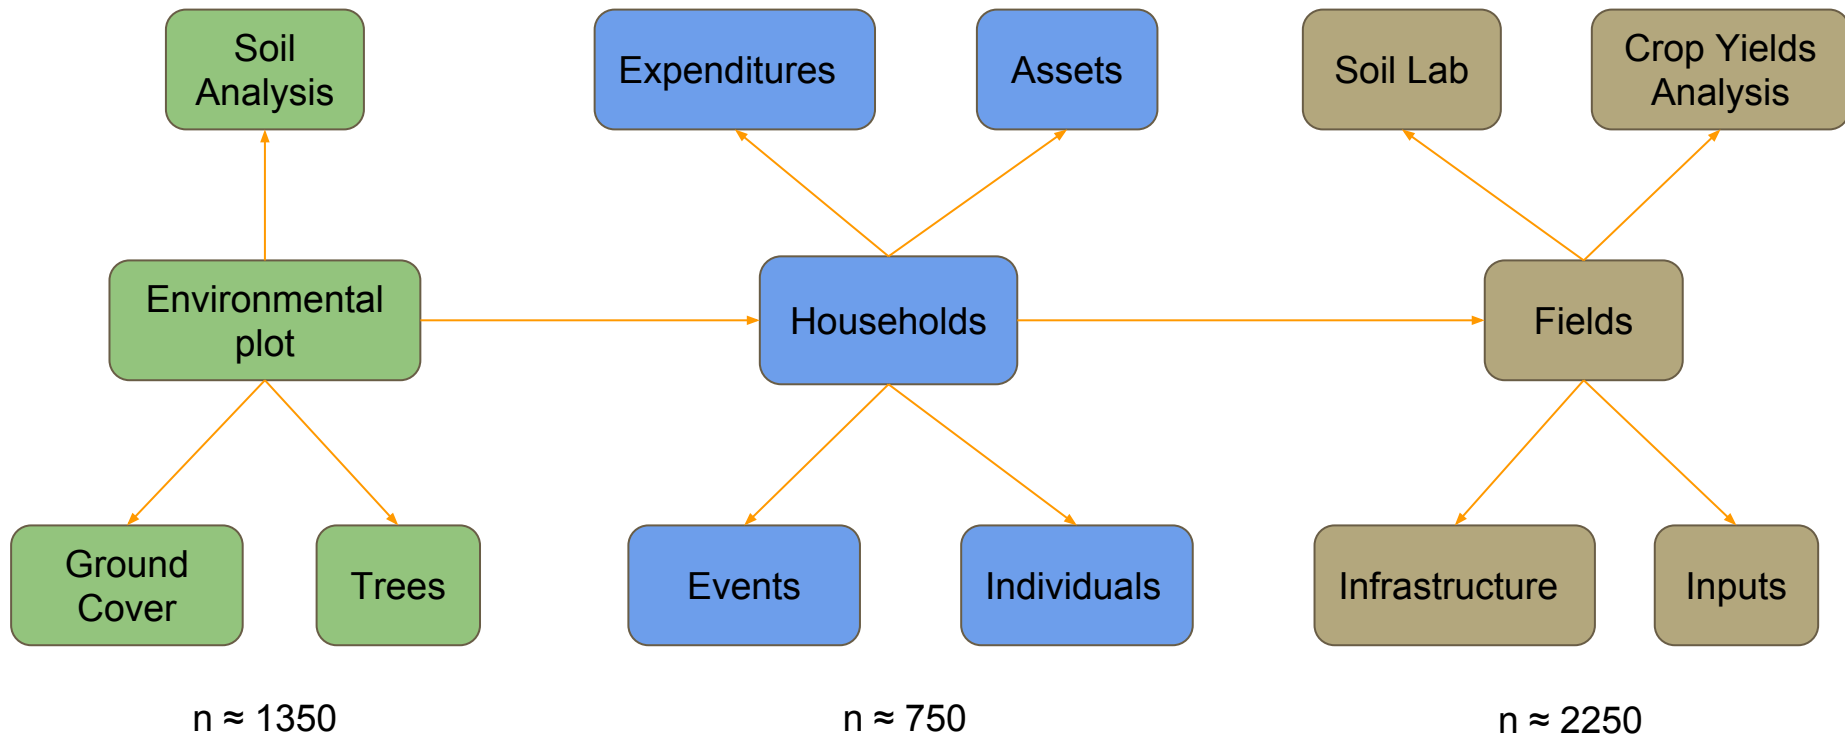 Soil
Analysis
Expenditures
Assets
Soil Lab
Crop Yields
Analysis
Environmental
plot
Households
Fields
Ground
Cover
Trees
Events
Individuals
Infrastructure
Inputs
n ≈ 1350
n ≈ 750
n ≈ 2250